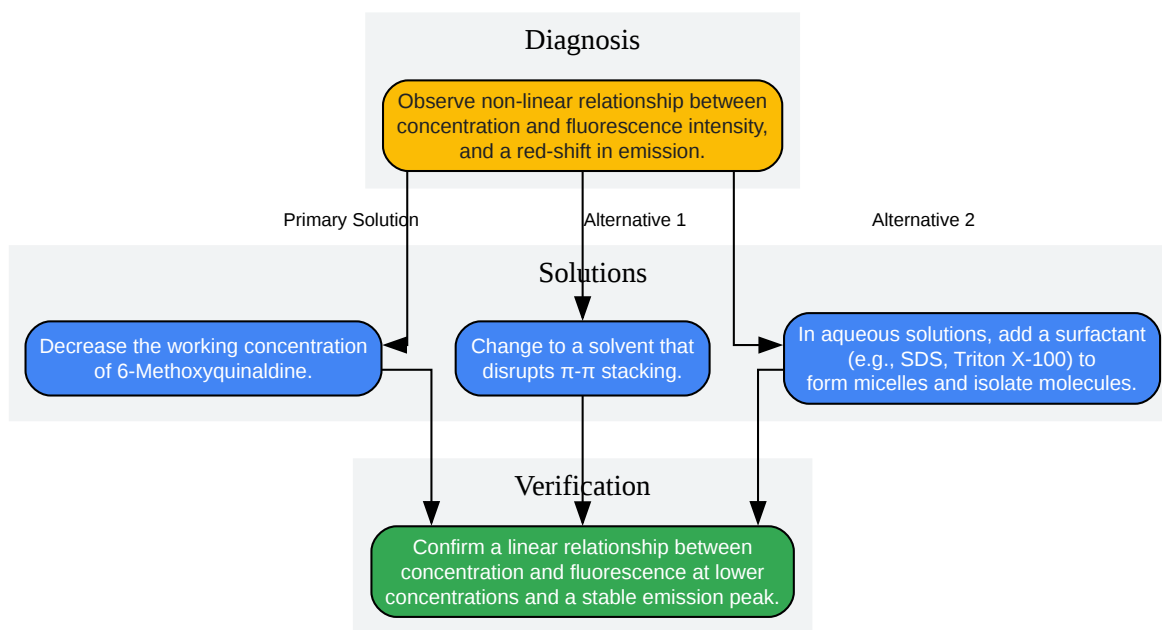 Diagnosis
Observe non-linear relationship between
concentration and fluorescence intensity,
and a red-shift in emission.
Primary Solution
Alternative 1
Alternative 2
Solutions
Decrease the working concentration
of 6-Methoxyquinaldine.
Change to a solvent that
disrupts π-π stacking.
In aqueous solutions, add a surfactant
(e.g., SDS, Triton X-100) to
form micelles and isolate molecules.
Verification
Confirm a linear relationship between
concentration and fluorescence at lower
concentrations and a stable emission peak.